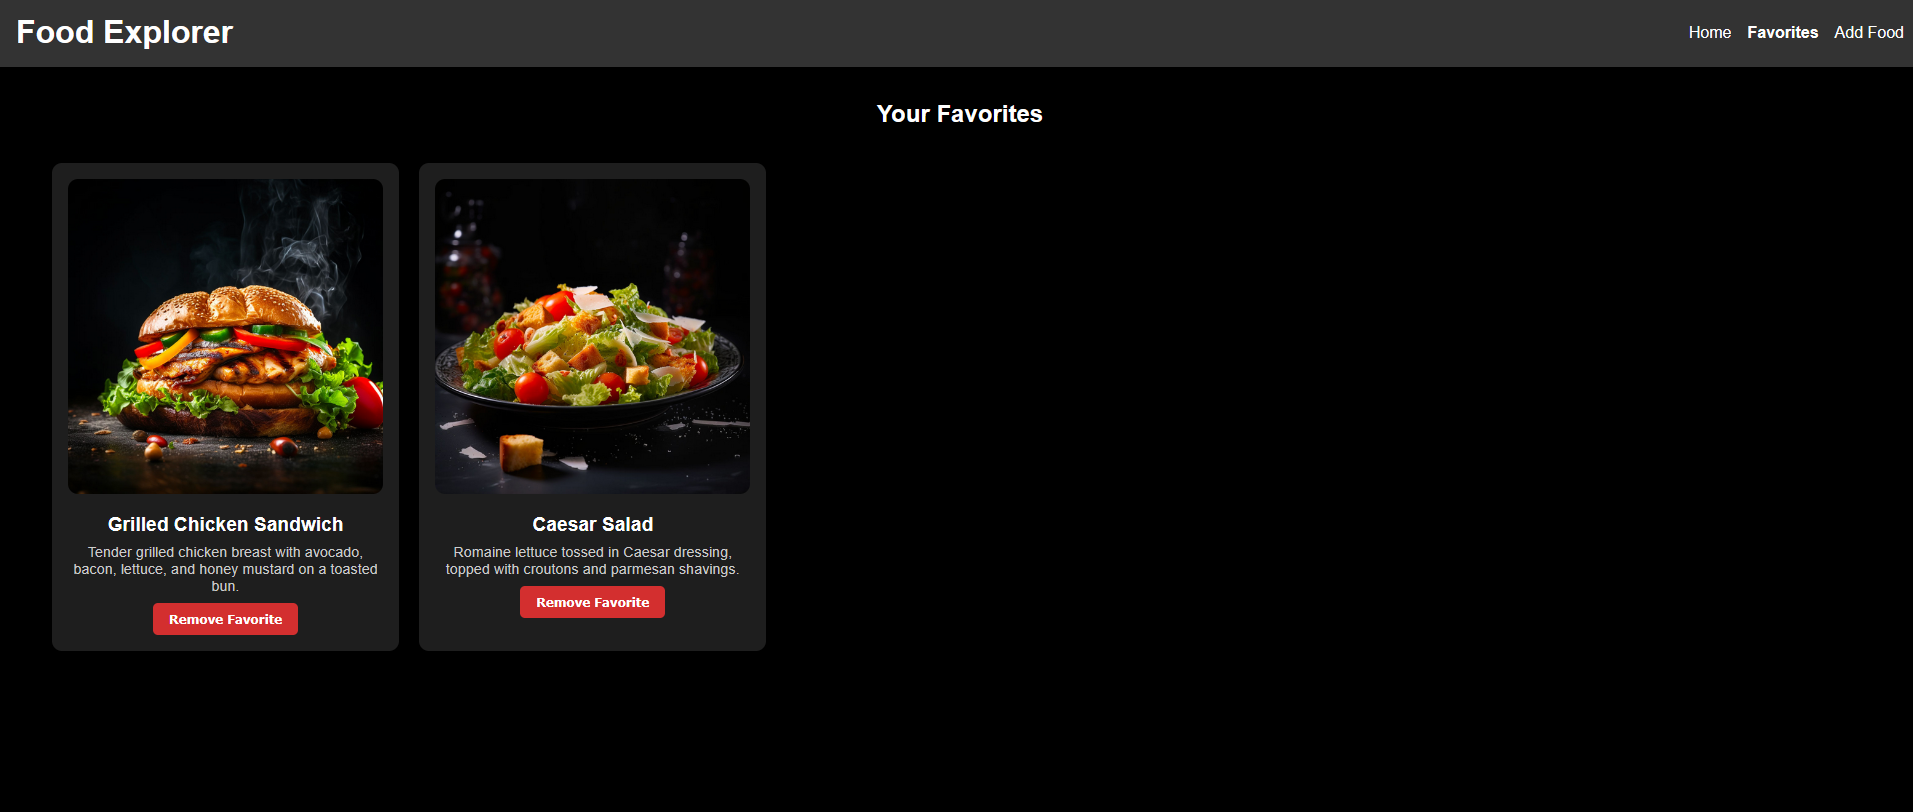 Food Explorer
Home Favorites Add Food
Your Favorites
Grilled Chicken Sandwich
Tender grilled chicken breast with avocado,
bacon, lettuce, and honey mustard on a toasted
bun.
Remove Favorite
Caesar Salad
Romaine lettuce tossed in Caesar dressing,
topped with croutons and parmesan shavings.
Remove Favorite